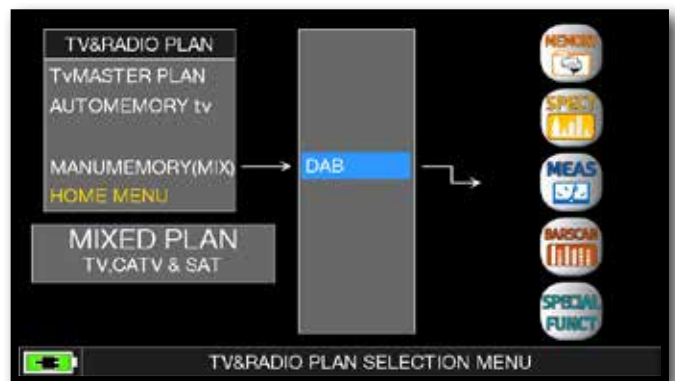 TV&RADIO PLAN
TvMASTER PLAN
AUTOMEMORY tv
MANUMEMORY(MIX)
HOME MENU
MIXED PLAN
TV,CATV & SAT
DAB
MEMORY
SPECT
MEAS
BARSCAN
SPECIAL
FUNCT
TV&RADIO PLAN SELECTION MENU